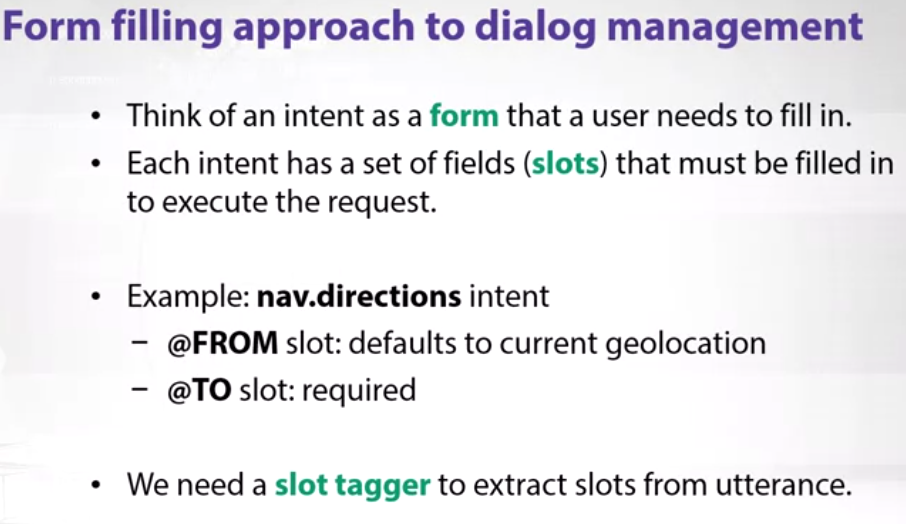 Form filling approach to dialog management
• Think of an intent as a form that a user needs to fill in.
• Each intent has a set of fields (slots) that must be filled in
to execute the request.
• Example: nav.directions intent
– @FROM slot: defaults to current geolocation
– @TO slot: required
• We need a slot tagger to extract slots from utterance.